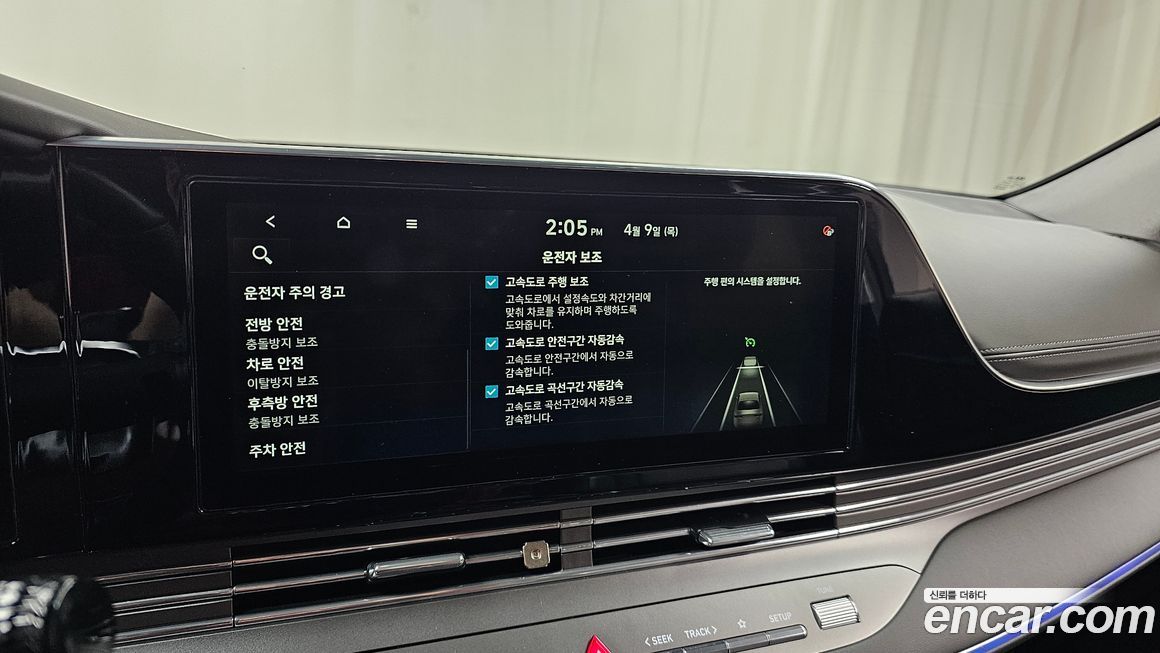 2:05 PM 4월 9일 (목)
운전자 보조
운전자 주의 경고
전방 안전
충돌방지 보조
차로 안전
이탈방지 보조
후측방 안전
충돌방지 보조
주차 안전
고속도로 주행 보조
고속도로에서 설정속도와 차간거리에
맞춰 차로를 유지하며 주행하도록
도와줍니다.
고속도로 안전구간 자동감속
고속도로 안전구간에서 자동으로
감속합니다.
고속도로 곡선구간 자동감속
고속도로 곡선구간에서 자동으로
감속합니다.
주행 편의 시스템을 설정합니다.
< SEEK TRACK > ☆ SETUP TUNE
신뢰를 더하다
encar.com